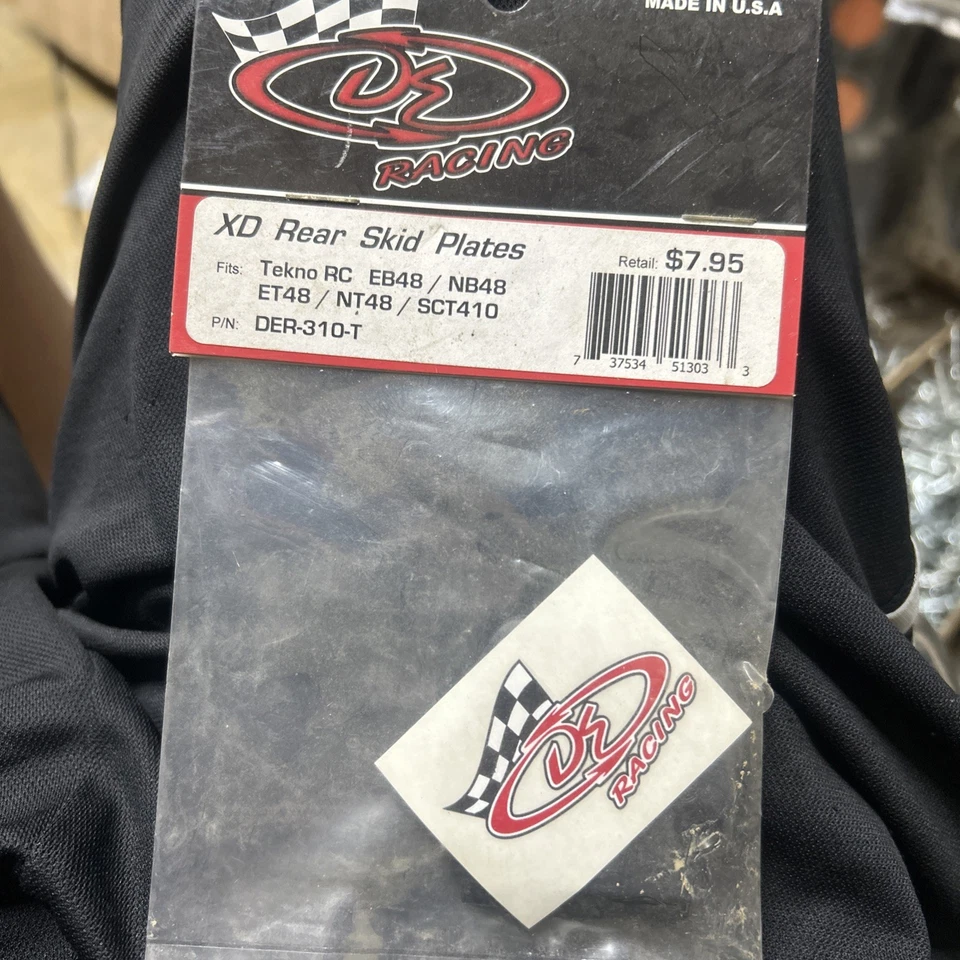 MADE IN U.S.A
DE
RACING
XD Rear Skid Plates
Retail: $7.95
Fits: Tekno RC EB48 / NB48
ET48 / NT48 / SCT410
P/N: DER-310-T
7 37534 51303 3
DE
RACING